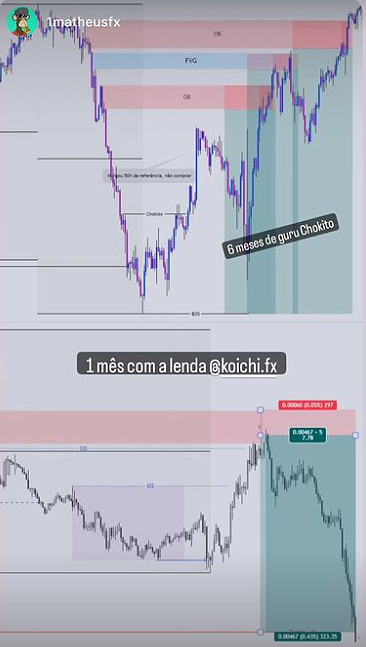 1matheusfx
OB
FVG
OB
50% da referência, não comprar
Chokito
6 meses de guru Chokito
BOS
1 mês com a lenda @koichi.fx
0.00060 (0.05%) 297
0.00467 - 5
7.78
SSS
SSS
0.00467 (0.43%) 323.35